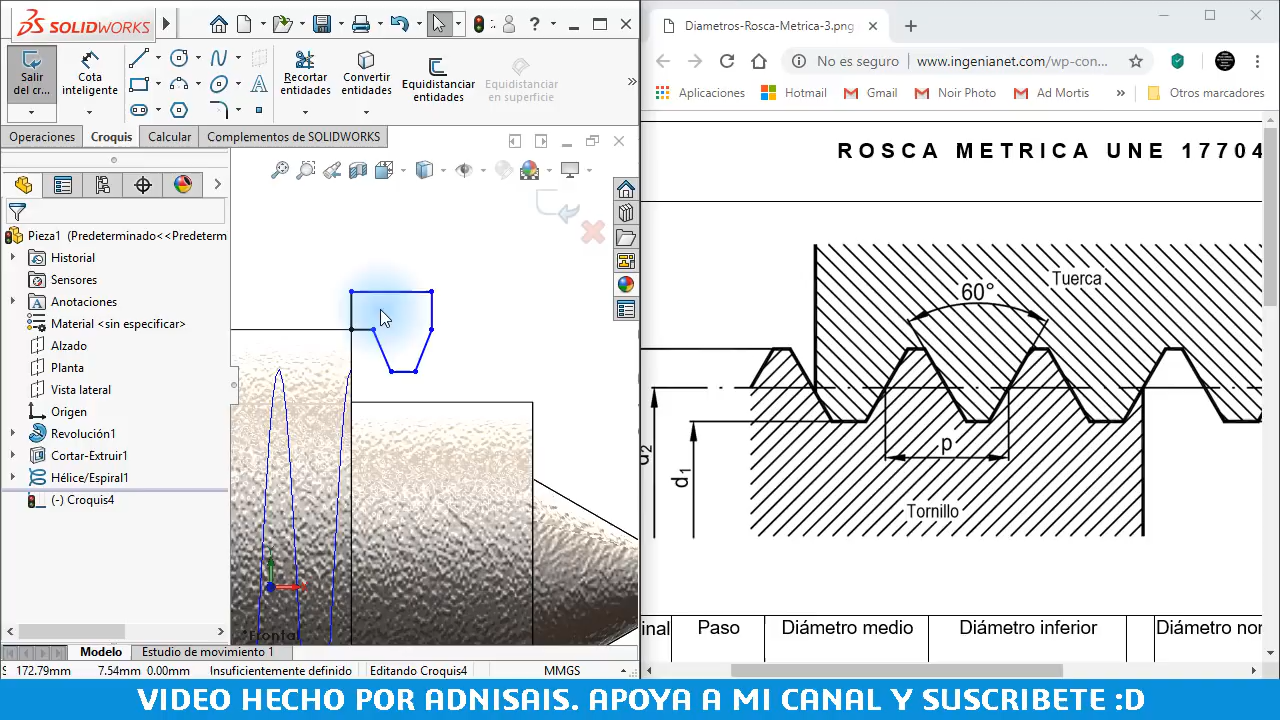 SOLIDWORKS
Salir del cr...
Cota inteligente
Recortar entidades
Convertir entidades
Equidistanciar entidades
Equidistanciar en superficie
Operaciones
Croquis
Calcular
Complementos de SOLIDWORKS
Pieza1 (Predeterminado<<Predeterm
Historial
Sensores
Anotaciones
Material <sin especificar>
Alzado
Planta
Vista lateral
Origen
Revolución1
Cortar-Extruir1
Hélice/Espiral1
(-) Croquis4
*Frontal
Modelo
Estudio de movimiento 1
S 172.79mm 7.54mm 0.00mm Insuficientemente definido Editando Croquis4 MMGS
Diametros-Rosca-Metrica-3.png
No es seguro www.ingenianet.com/wp-con...
Aplicaciones Hotmail Gmail Noir Photo Ad Mortis » Otros marcadores
ROSCA METRICA UNE 17704
Tuerca
60°
d2
d1
p
Tornillo
inal Paso Diámetro medio Diámetro inferior Diámetro nor
VIDEO HECHO POR ADNISAIS. APOYA A MI CANAL Y SUSCRIBETE :D